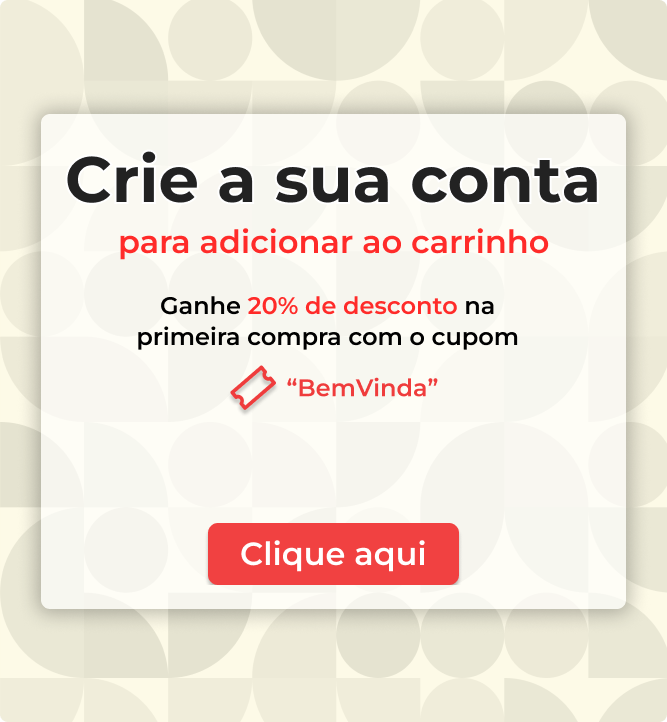 Crie a sua conta
para adicionar ao carrinho
Ganhe 20% de desconto na
primeira compra com o cupom
“BemVinda”
Clique aqui